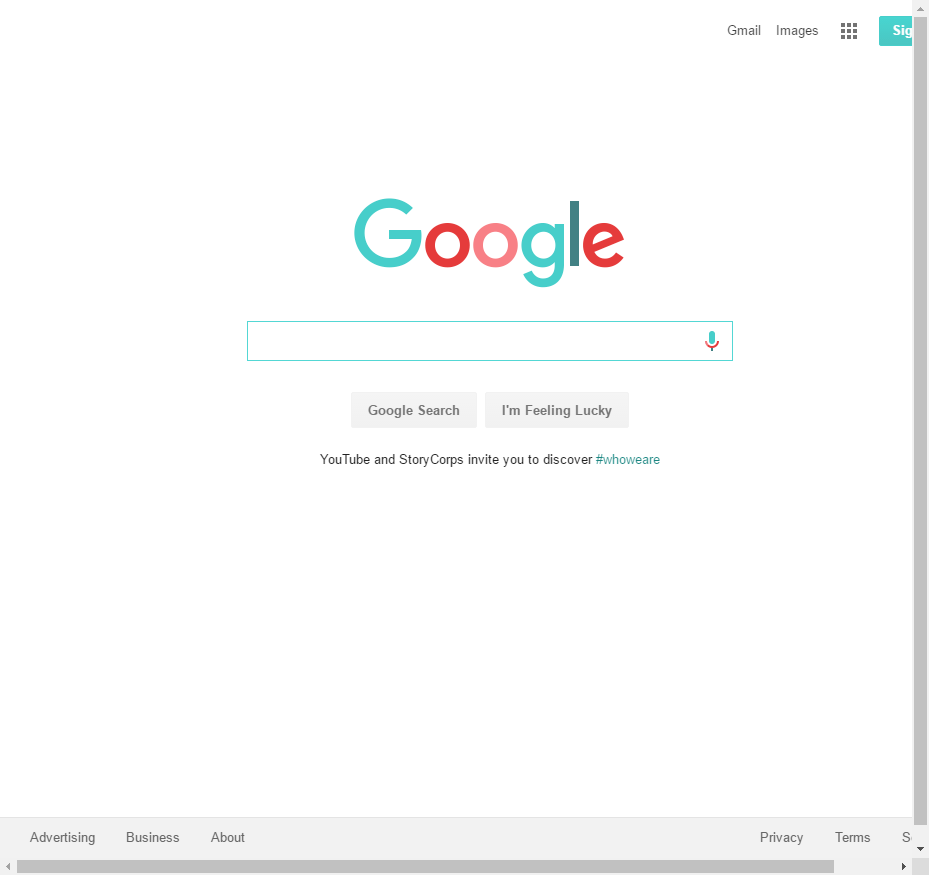 Gmail Images Sig
Google
Google Search I'm Feeling Lucky
YouTube and StoryCorps invite you to discover #whoweare
Advertising Business About Privacy Terms